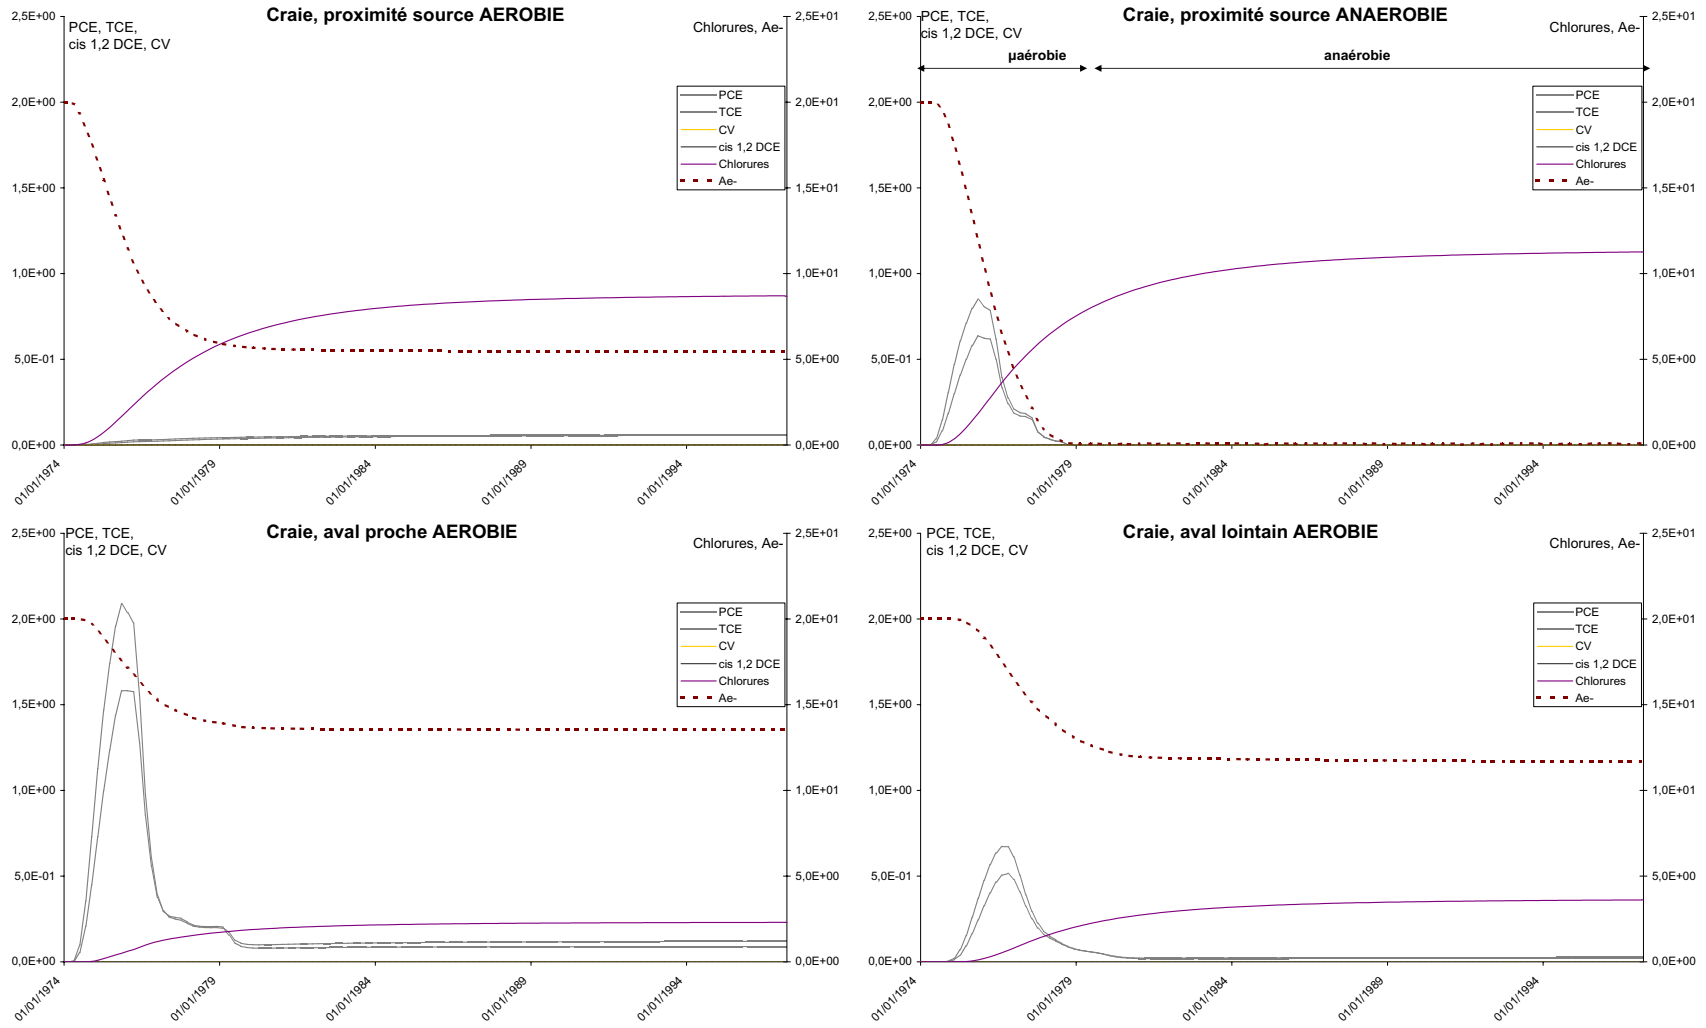 Craie, proximité source AEROBIE
PCE, TCE,
cis 1,2 DCE, CV
Chlorures, Ae-
2,5E+00
2,0E+00
1,5E+00
1,0E+00
5,0E-01
0,0E+00
2,5E+01
2,0E+01
1,5E+01
1,0E+01
5,0E+00
0,0E+00
PCE
TCE
CV
cis 1,2 DCE
Chlorures
Ae-
01/01/1974
01/01/1979
01/01/1984
01/01/1989
01/01/1994
Craie, proximité source ANAEROBIE
PCE, TCE,
cis 1,2 DCE, CV
Chlorures, Ae-
µaérobie
anaérobie
2,5E+00
2,0E+00
1,5E+00
1,0E+00
5,0E-01
0,0E+00
2,5E+01
2,0E+01
1,5E+01
1,0E+01
5,0E+00
0,0E+00
PCE
TCE
CV
cis 1,2 DCE
Chlorures
Ae-
01/01/1974
01/01/1979
01/01/1984
01/01/1989
01/01/1994
Craie, aval proche AEROBIE
PCE, TCE,
cis 1,2 DCE, CV
Chlorures, Ae-
2,5E+00
2,0E+00
1,5E+00
1,0E+00
5,0E-01
0,0E+00
2,5E+01
2,0E+01
1,5E+01
1,0E+01
5,0E+00
0,0E+00
PCE
TCE
CV
cis 1,2 DCE
Chlorures
Ae-
01/01/1974
01/01/1979
01/01/1984
01/01/1989
01/01/1994
Craie, aval lointain AEROBIE
PCE, TCE,
cis 1,2 DCE, CV
Chlorures, Ae-
2,5E+00
2,0E+00
1,5E+00
1,0E+00
5,0E-01
0,0E+00
2,5E+01
2,0E+01
1,5E+01
1,0E+01
5,0E+00
0,0E+00
PCE
TCE
CV
cis 1,2 DCE
Chlorures
Ae-
01/01/1974
01/01/1979
01/01/1984
01/01/1989
01/01/1994